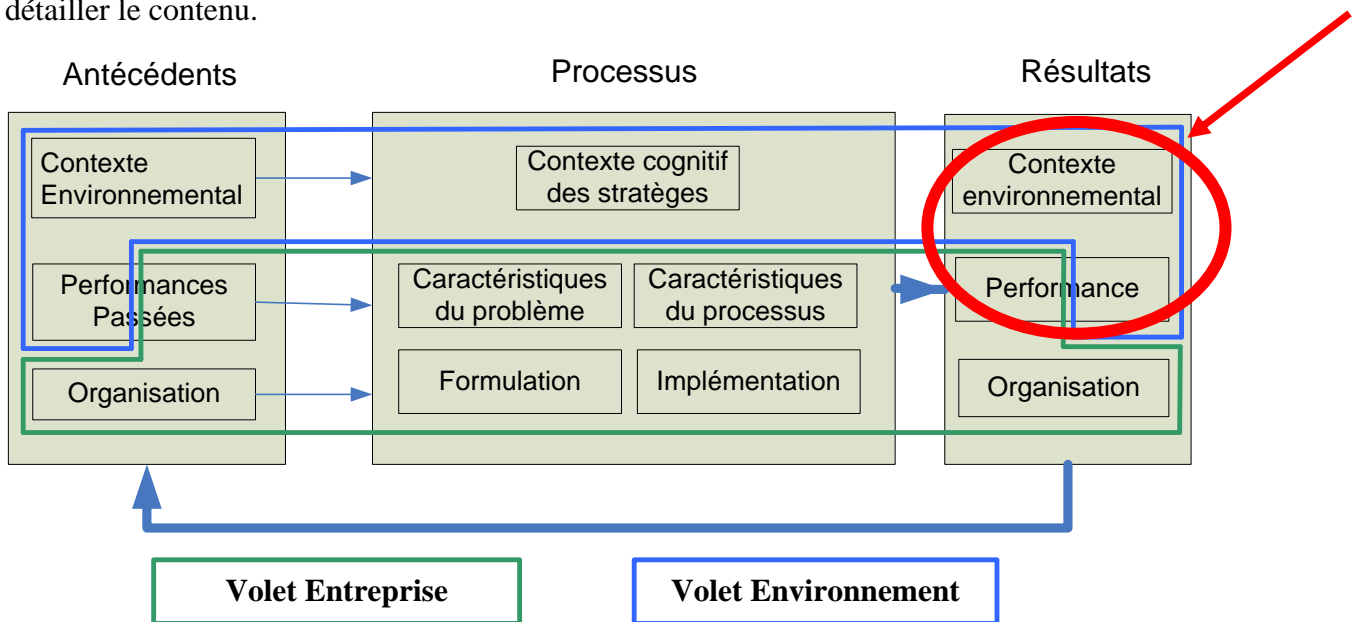 détailler le contenu.
Antécédents
Processus
Résultats
Contexte
Environnemental
Contexte cognitif
des stratèges
Contexte
environnemental
Performances
Passées
Caractéristiques
du problème
Caractéristiques
du processus
Performance
Organisation
Formulation
Implémentation
Organisation
Volet Entreprise
Volet Environnement